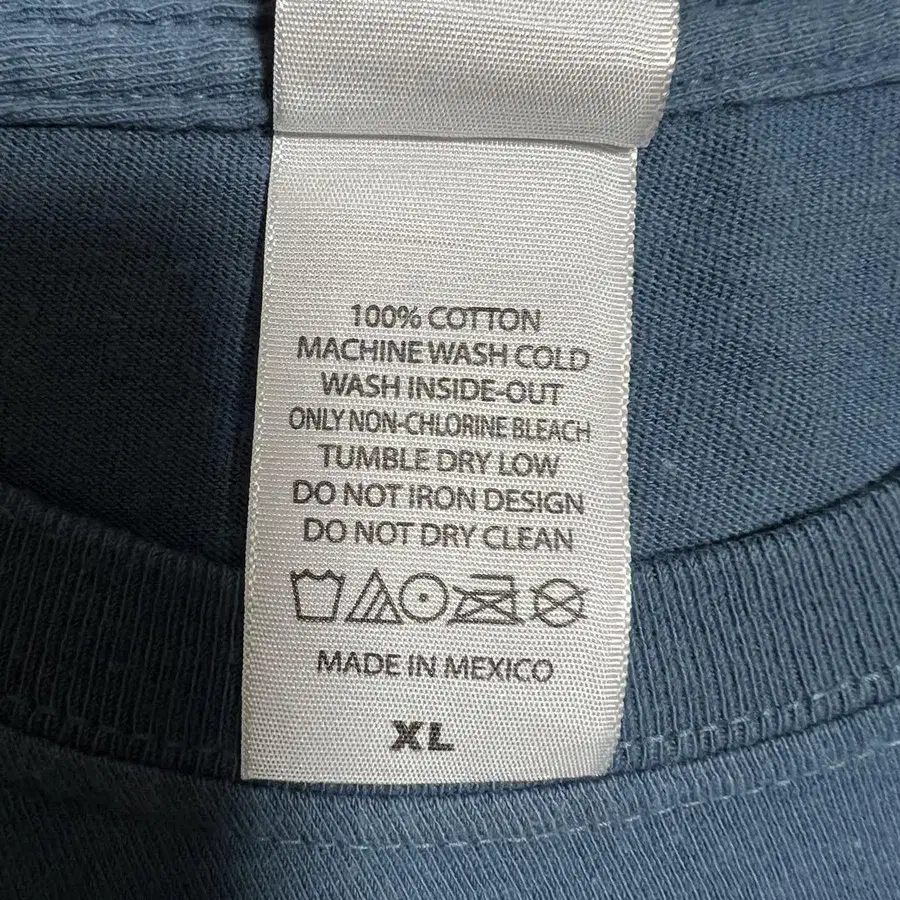 100% COTTON
MACHINE WASH COLD
WASH INSIDE-OUT
ONLY NON-CHLORINE BLEACH
TUMBLE DRY LOW
DO NOT IRON DESIGN
DO NOT DRY CLEAN
MADE IN MEXICO
XL